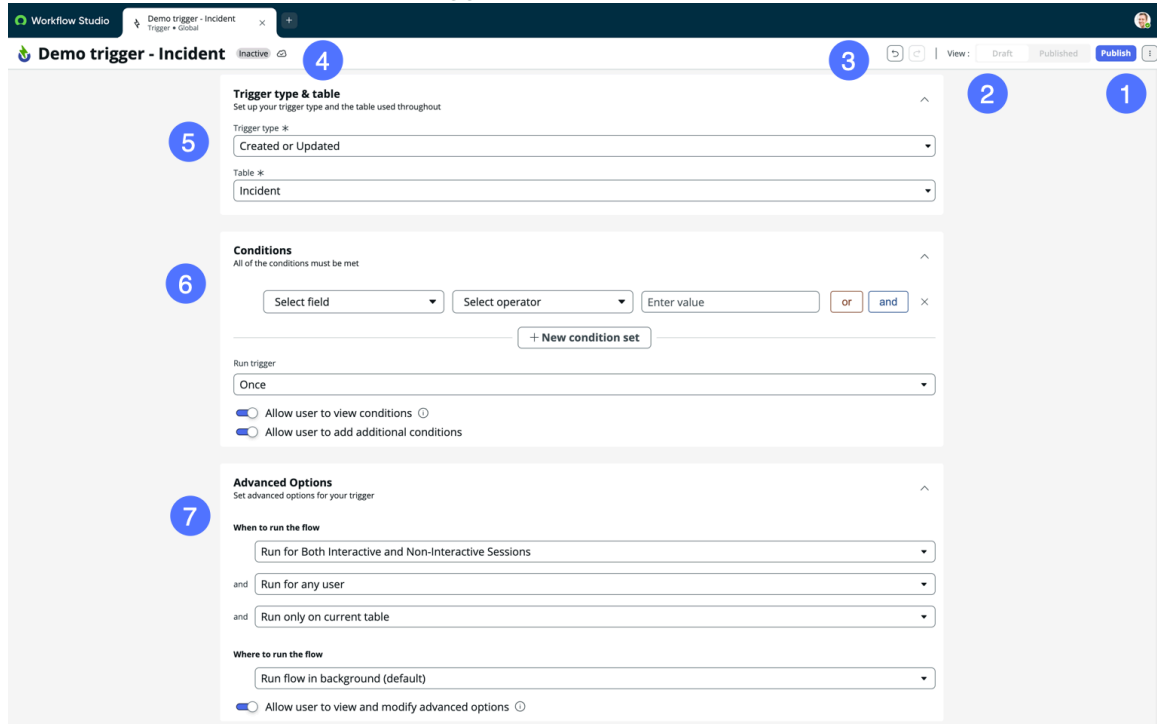 Workflow Studio
Demo trigger - Incident
Trigger • Global
Demo trigger - Incident
Inactive
4
3
View :
Draft
Published
Publish
2
1
Trigger type & table
Set up your trigger type and the table used throughout
5
Trigger type *
Created or Updated
Table *
Incident
Conditions
All of the conditions must be met
6
Select field
Select operator
Enter value
or
and
+ New condition set
Run trigger
Once
Allow user to view conditions
Allow user to add additional conditions
Advanced Options
Set advanced options for your trigger
7
When to run the flow
Run for Both Interactive and Non-Interactive Sessions
and Run for any user
and Run only on current table
Where to run the flow
Run flow in background (default)
Allow user to view and modify advanced options